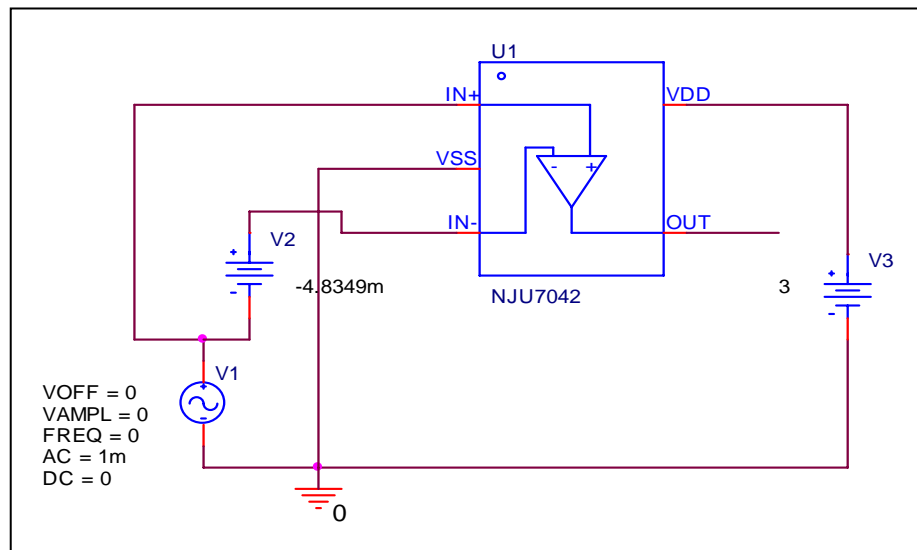 U1
IN+
VDD
VSS
- +
IN-
OUT
V2
+
-
-4.8349m
NJU7042
3
V3
+
-
V1
+
-
VOFF = 0
VAMPL = 0
FREQ = 0
AC = 1m
DC = 0
0